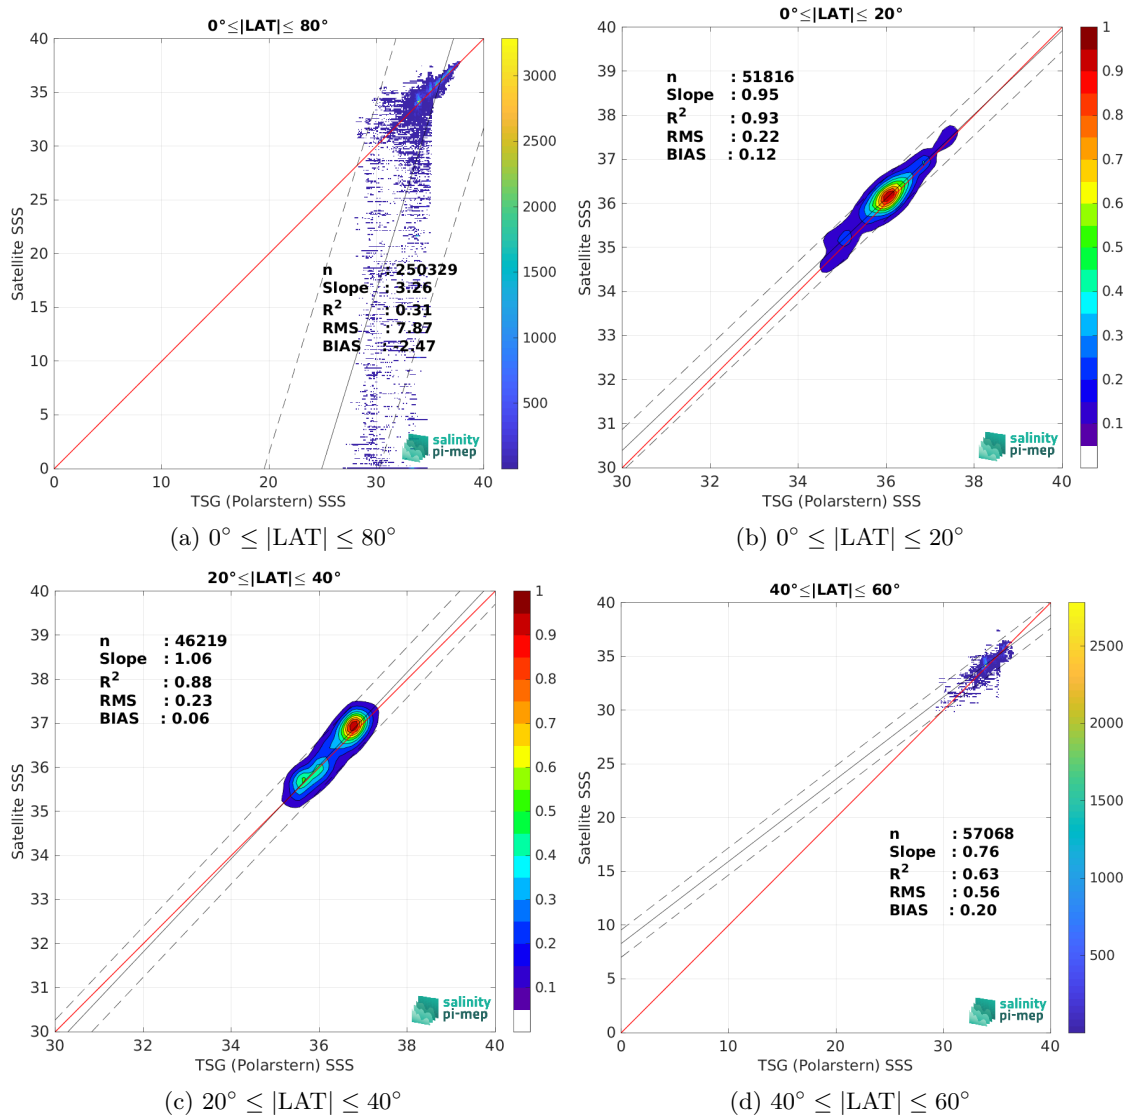 0°≤|LAT|≤ 80°
40
35
30
25
20
15
10
5
0
Satellite SSS
n : 250329
Slope : 3.26
R2 : 0.31
RMS : 7.87
BIAS : -2.47
salinity
pi-mep
0 10 20 30 40
TSG (Polarstern) SSS
3000
2500
2000
1500
1000
500
(a) 0° ≤ |LAT| ≤ 80°
0°≤|LAT|≤ 20°
40
39
38
37
36
35
34
33
32
31
30
Satellite SSS
n : 51816
Slope : 0.95
R2 : 0.93
RMS : 0.22
BIAS : 0.12
salinity
pi-mep
30 32 34 36 38 40
TSG (Polarstern) SSS
1
0.9
0.8
0.7
0.6
0.5
0.4
0.3
0.2
0.1
(b) 0° ≤ |LAT| ≤ 20°
20°≤|LAT|≤ 40°
40
39
38
37
36
35
34
33
32
31
30
Satellite SSS
n : 46219
Slope : 1.06
R2 : 0.88
RMS : 0.23
BIAS : 0.06
salinity
pi-mep
30 32 34 36 38 40
TSG (Polarstern) SSS
1
0.9
0.8
0.7
0.6
0.5
0.4
0.3
0.2
0.1
(c) 20° ≤ |LAT| ≤ 40°
40°≤|LAT|≤ 60°
40
35
30
25
20
15
10
5
0
Satellite SSS
n : 57068
Slope : 0.76
R2 : 0.63
RMS : 0.56
BIAS : 0.20
salinity
pi-mep
0 10 20 30 40
TSG (Polarstern) SSS
2500
2000
1500
1000
500
(d) 40° ≤ |LAT| ≤ 60°